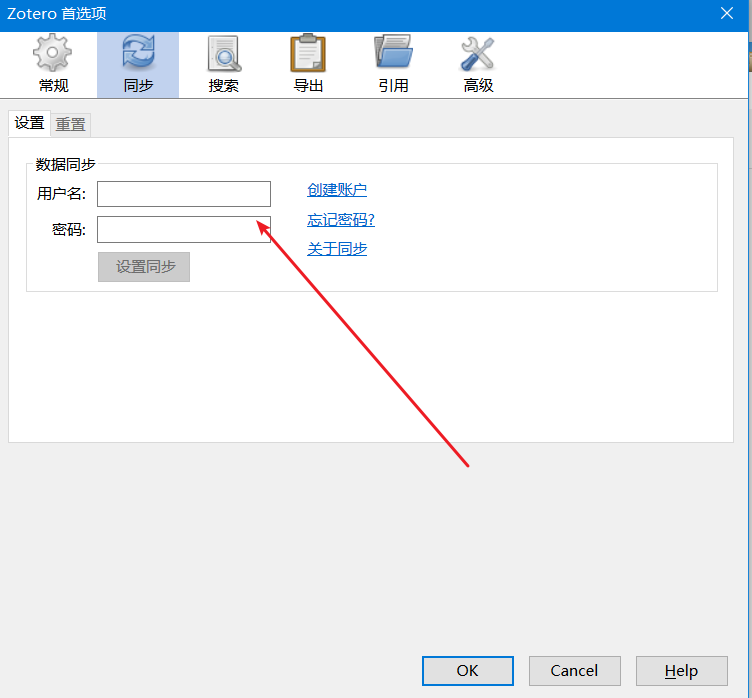 Zotero 首选项
常规 同步 搜索 导出 引用 高级
设置 重置
数据同步
用户名: 创建账户
密码: 忘记密码?
设置同步 关于同步
OK Cancel Help